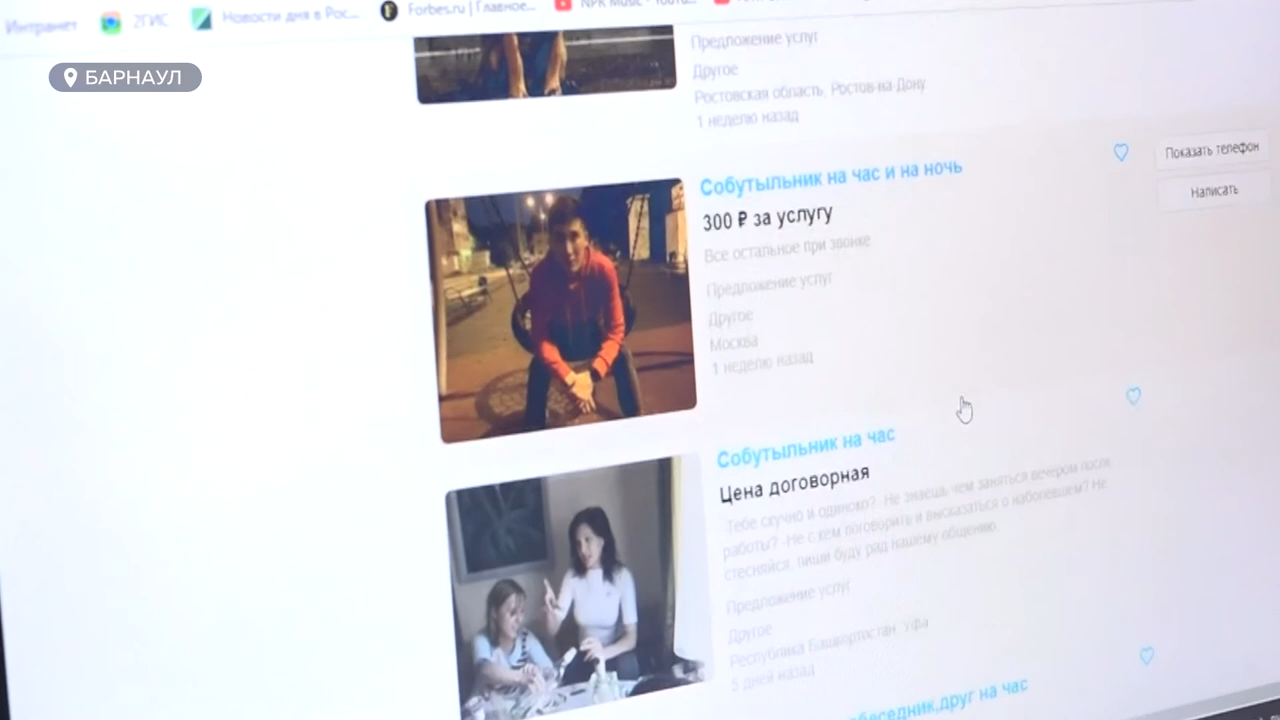 Интранет
2ГИС
Новости дня в Рос...
Forbes.ru | Главное...
БАРНАУЛ
Предложение услуг
Другое
Ростовская область, Ростов-на-Дону
1 неделю назад
Собутыльник на час и на ночь
300 ₽ за услугу
Все остальное при звонке
Предложение услуг
Другое
Москва
1 неделю назад
Показать телефон
Написать
Собутыльник на час
Цена договорная
Тебе скучно и одиноко? -Не знаешь чем заняться вечером после
работы? -Не с кем поговорить и высказаться о наболевшем? Не
стесняйся, пиши буду рад нашему общению.
Предложение услуг
Другое
Республика Башкортостан, Уфа
5 дней назад
беседник,друг на час